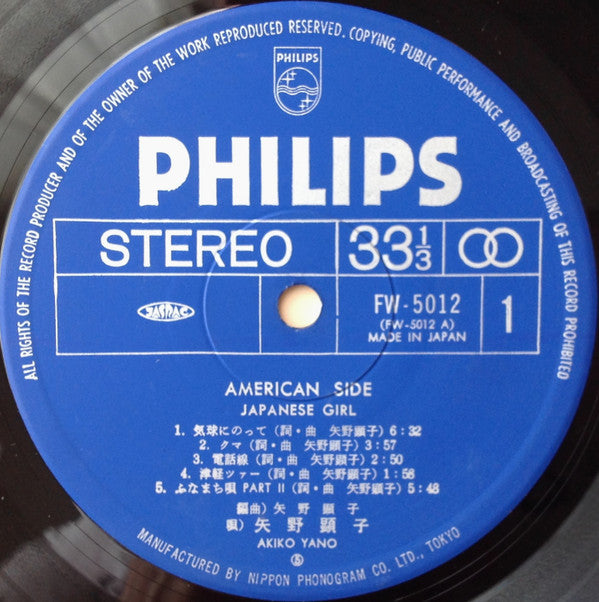 ALL RIGHTS OF THE RECORD PRODUCER AND OF THE OWNER OF THE WORK REPRODUCED RESERVED. COPYING, PUBLIC PERFORMANCE AND BROADCASTING OF THIS RECORD PROHIBITED
PHILIPS
PHILIPS
STEREO 33 1/3
JASRAC FW-5012 1
(FW-5012 A)
MADE IN JAPAN
AMERICAN SIDE
JAPANESE GIRL
1. 気球にのって (詞・曲 矢野顕子) 6:32
2. クマ (詞・曲 矢野顕子) 3:57
3. 電話線 (詞・曲 矢野顕子) 2:50
4. 津軽ツァー (詞・曲 矢野顕子) 1:58
5. ふなまち唄 PART II (詞・曲 矢野顕子) 5:48
編曲) 矢野顕子
唄) 矢野顕子
AKIKO YANO
Ⓢ
MANUFACTURED BY NIPPON PHONOGRAM CO. LTD., TOKYO